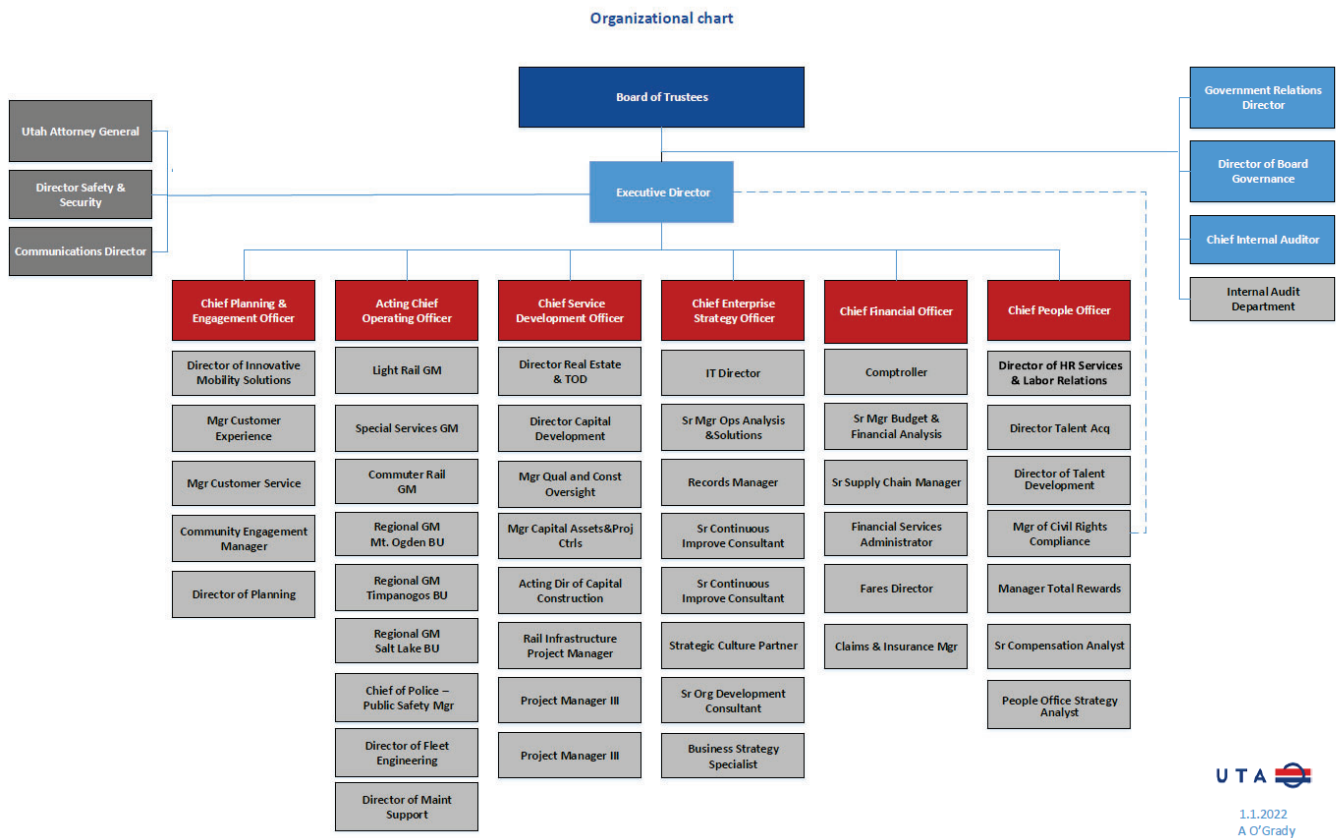 Organizational chart
Board of Trustees
Executive Director
Utah Attorney General
Director Safety &
Security
Communications Director
Government Relations
Director
Director of Board
Governance
Chief Internal Auditor
Internal Audit
Department
Chief Planning &
Engagement Officer
Director of Innovative
Mobility Solutions
Mgr Customer
Experience
Mgr Customer Service
Community Engagement
Manager
Director of Planning
Acting Chief
Operating Officer
Light Rail GM
Special Services GM
Commuter Rail
GM
Regional GM
Mt. Ogden BU
Regional GM
Timpanogos BU
Regional GM
Salt Lake BU
Chief of Police –
Public Safety Mgr
Director of Fleet
Engineering
Director of Maint
Support
Chief Service
Development Officer
Director Real Estate
& TOD
Director Capital
Development
Mgr Qual and Const
Oversight
Mgr Capital Assets&Proj
Ctrls
Acting Dir of Capital
Construction
Rail Infrastructure
Project Manager
Project Manager III
Project Manager III
Chief Enterprise
Strategy Officer
IT Director
Sr Mgr Ops Analysis
&Solutions
Records Manager
Sr Continuous
Improve Consultant
Sr Continuous
Improve Consultant
Strategic Culture Partner
Sr Org Development
Consultant
Business Strategy
Specialist
Chief Financial Officer
Comptroller
Sr Mgr Budget &
Financial Analysis
Sr Supply Chain Manager
Financial Services
Administrator
Fares Director
Claims & Insurance Mgr
Chief People Officer
Director of HR Services
& Labor Relations
Director Talent Acq
Director of Talent
Development
Mgr of Civil Rights
Compliance
Manager Total Rewards
Sr Compensation Analyst
People Office Strategy
Analyst
UTA
1.1.2022
A O'Grady